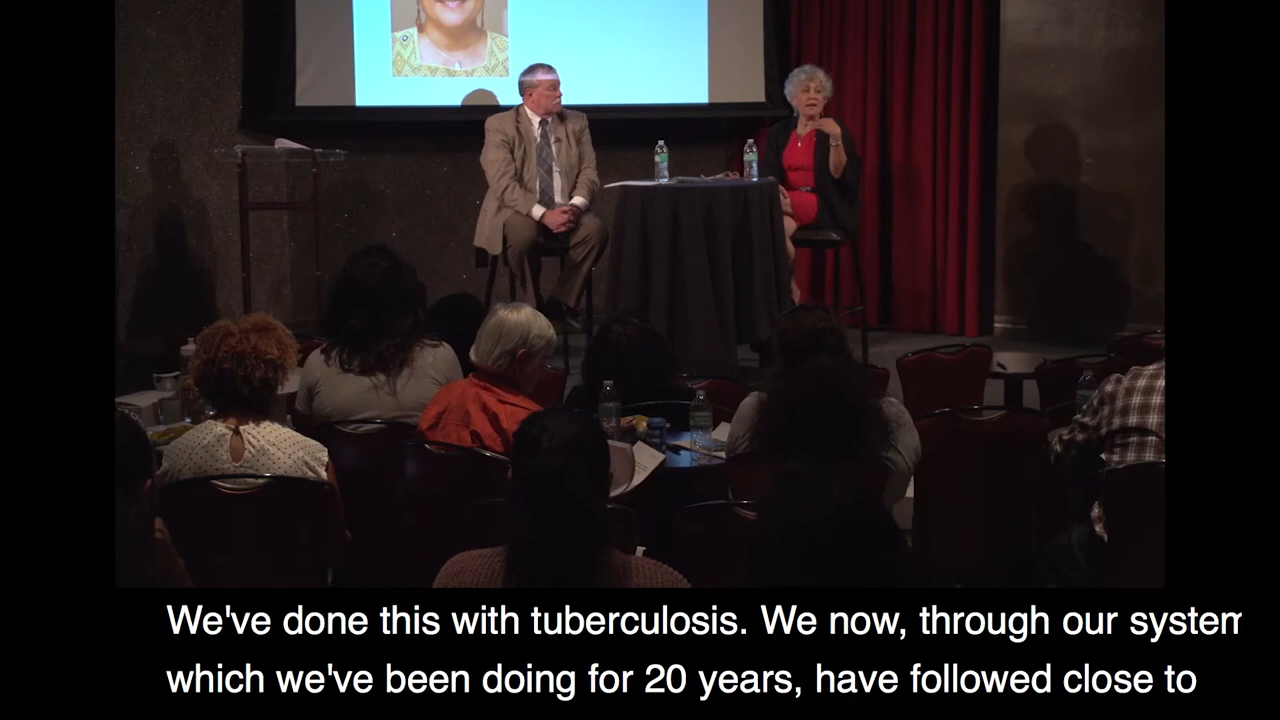 We've done this with tuberculosis. We now, through our system
which we've been doing for 20 years, have followed close to